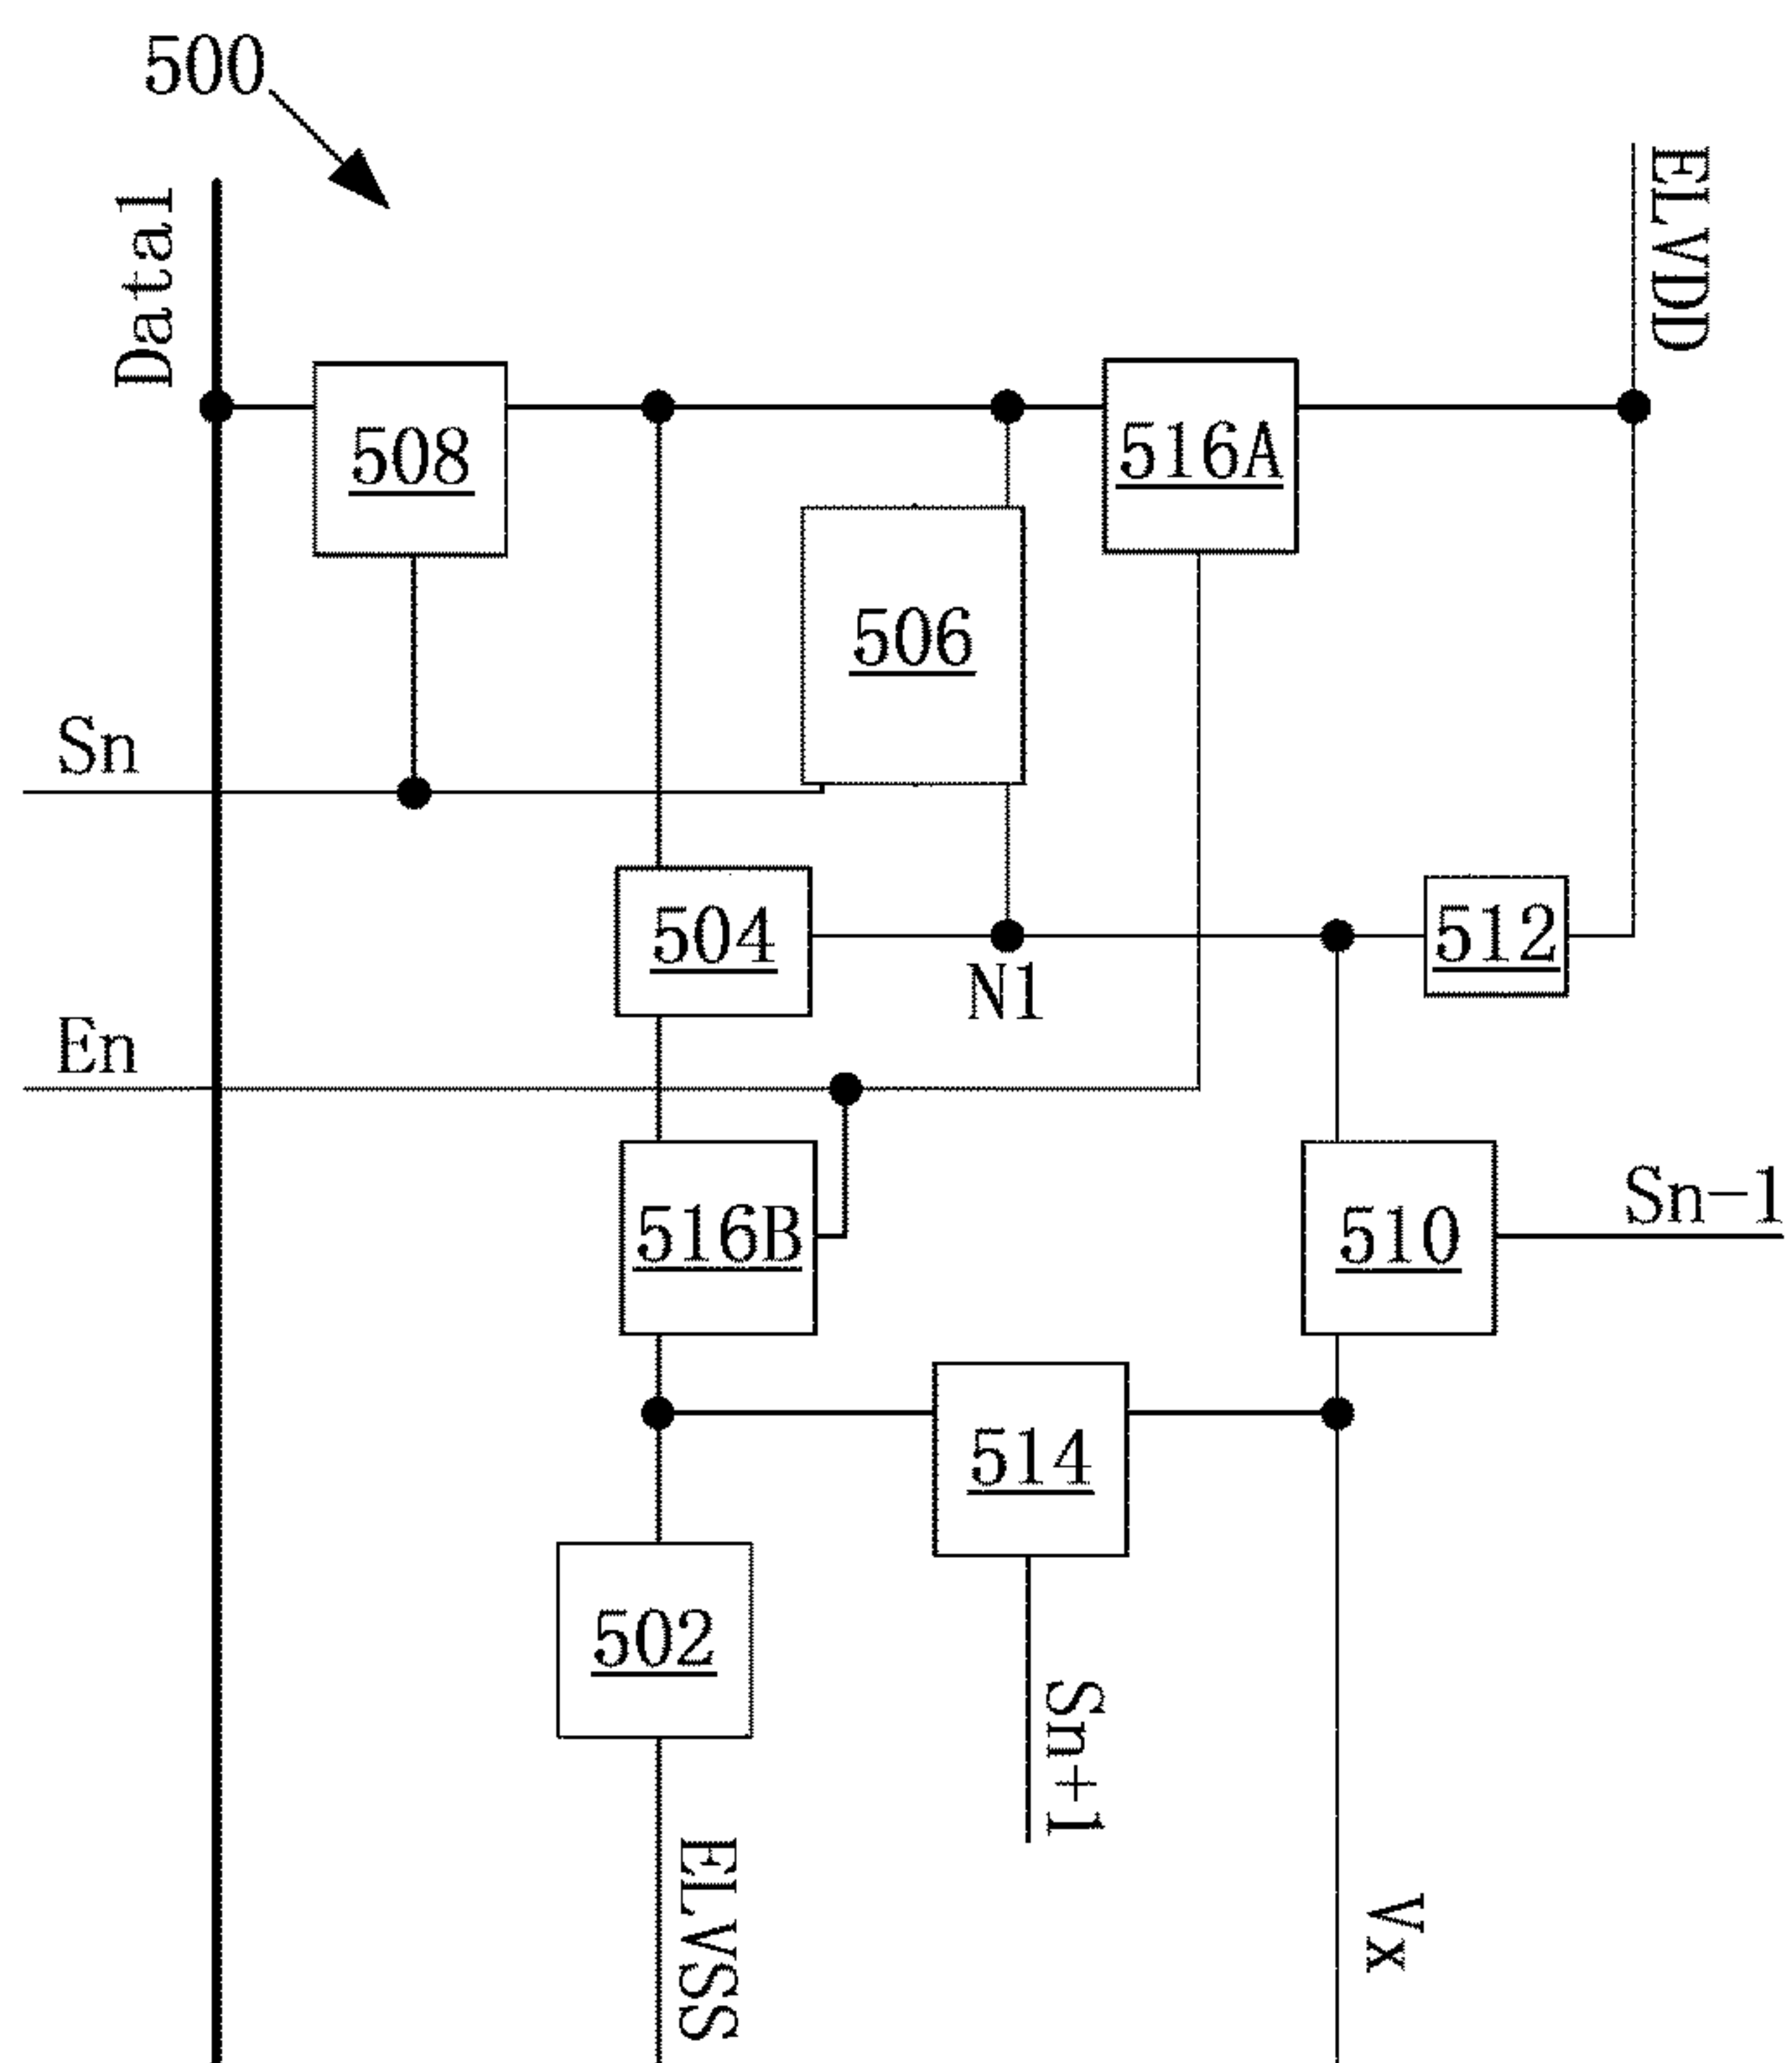 500
Data1
ELVDD
508
516A
506
Sn
504
512
N1
En
Sn-1
516B
510
514
502
Sn+1
ELVSS
Vx